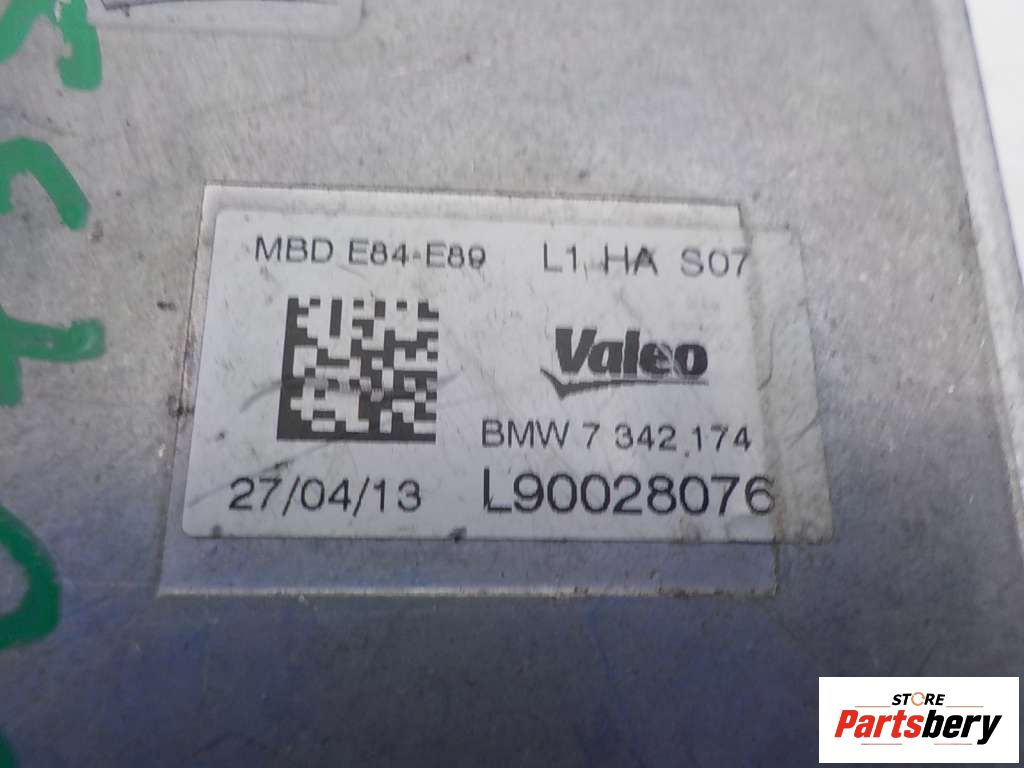 MBD E84-E89 L1 HA S07
Valeo
BMW 7 342 174
27/04/13 L90028076
STORE
Partsbery